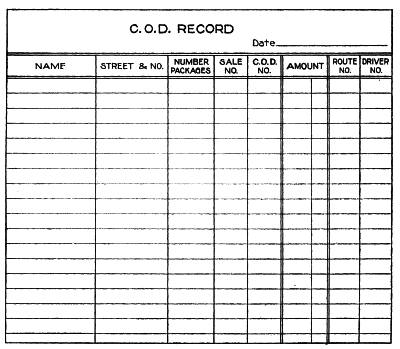 C.O.D. RECORD
Date
NAME STREET & NO. NUMBER PACKAGES SALE NO. C.O.D. NO. AMOUNT ROUTE NO. DRIVER NO.